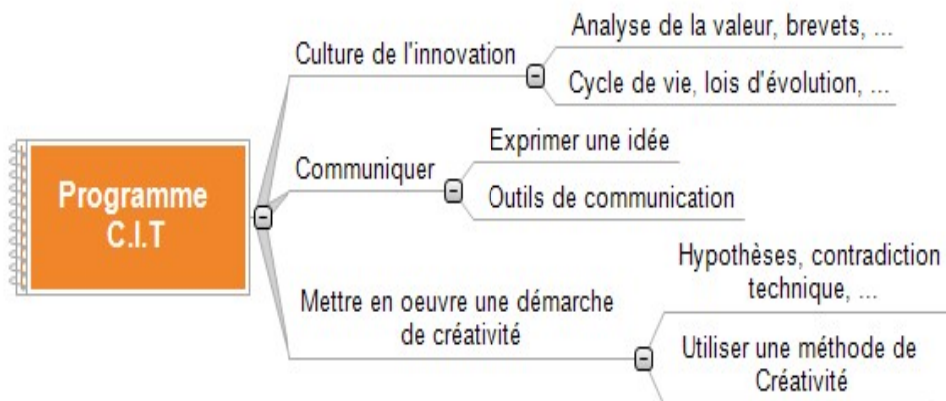 Programme
C.I.T
Culture de l'innovation
Analyse de la valeur, brevets, ...
Cycle de vie, lois d'évolution, ...
Communiquer
Exprimer une idée
Outils de communication
Mettre en oeuvre une démarche
de créativité
Hypothèses, contradiction
technique, ...
Utiliser une méthode de
Créativité